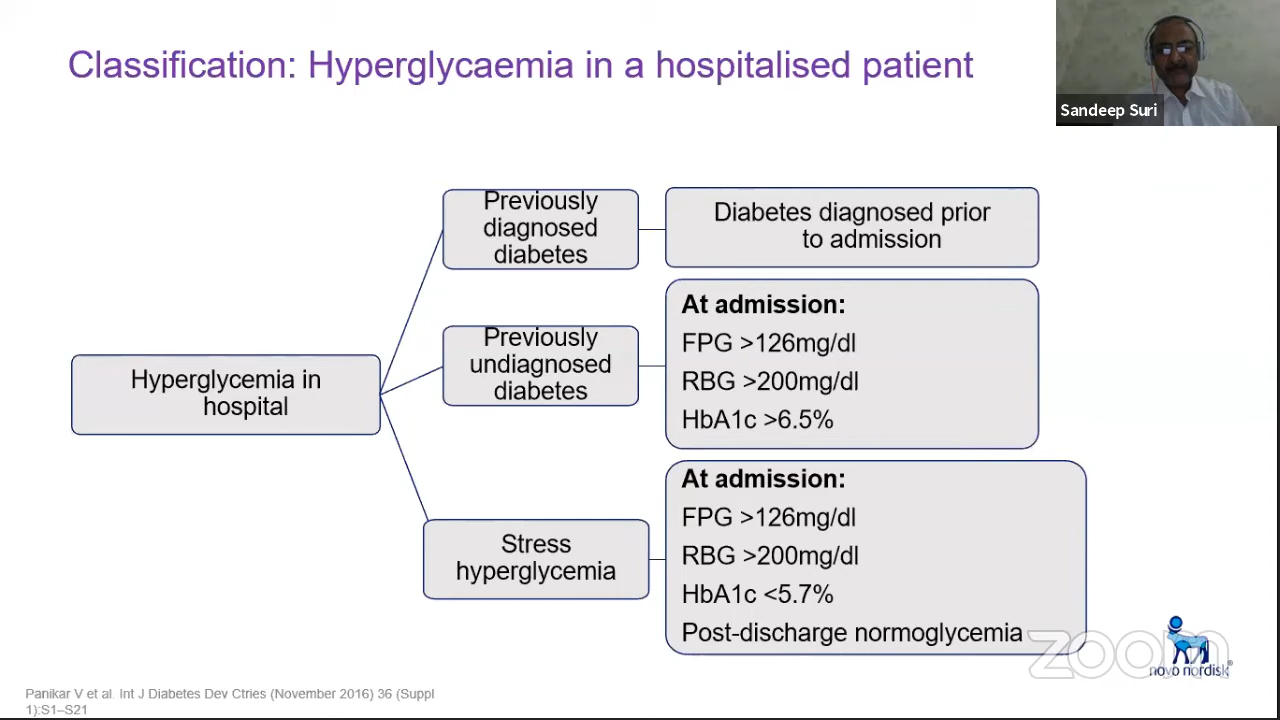 Classification: Hyperglycaemia in a hospitalised patient
Sandeep Suri
Hyperglycemia in
hospital
Previously
diagnosed
diabetes
Diabetes diagnosed prior
to admission
Previously
undiagnosed
diabetes
At admission:
FPG >126mg/dl
RBG >200mg/dl
HbA1c >6.5%
Stress
hyperglycemia
At admission:
FPG >126mg/dl
RBG >200mg/dl
HbA1c <5.7%
Post-discharge normoglycemia
zoom
novo nordisk®
Panikar V et al. Int J Diabetes Dev Ctries (November 2016) 36 (Suppl
1):S1–S21